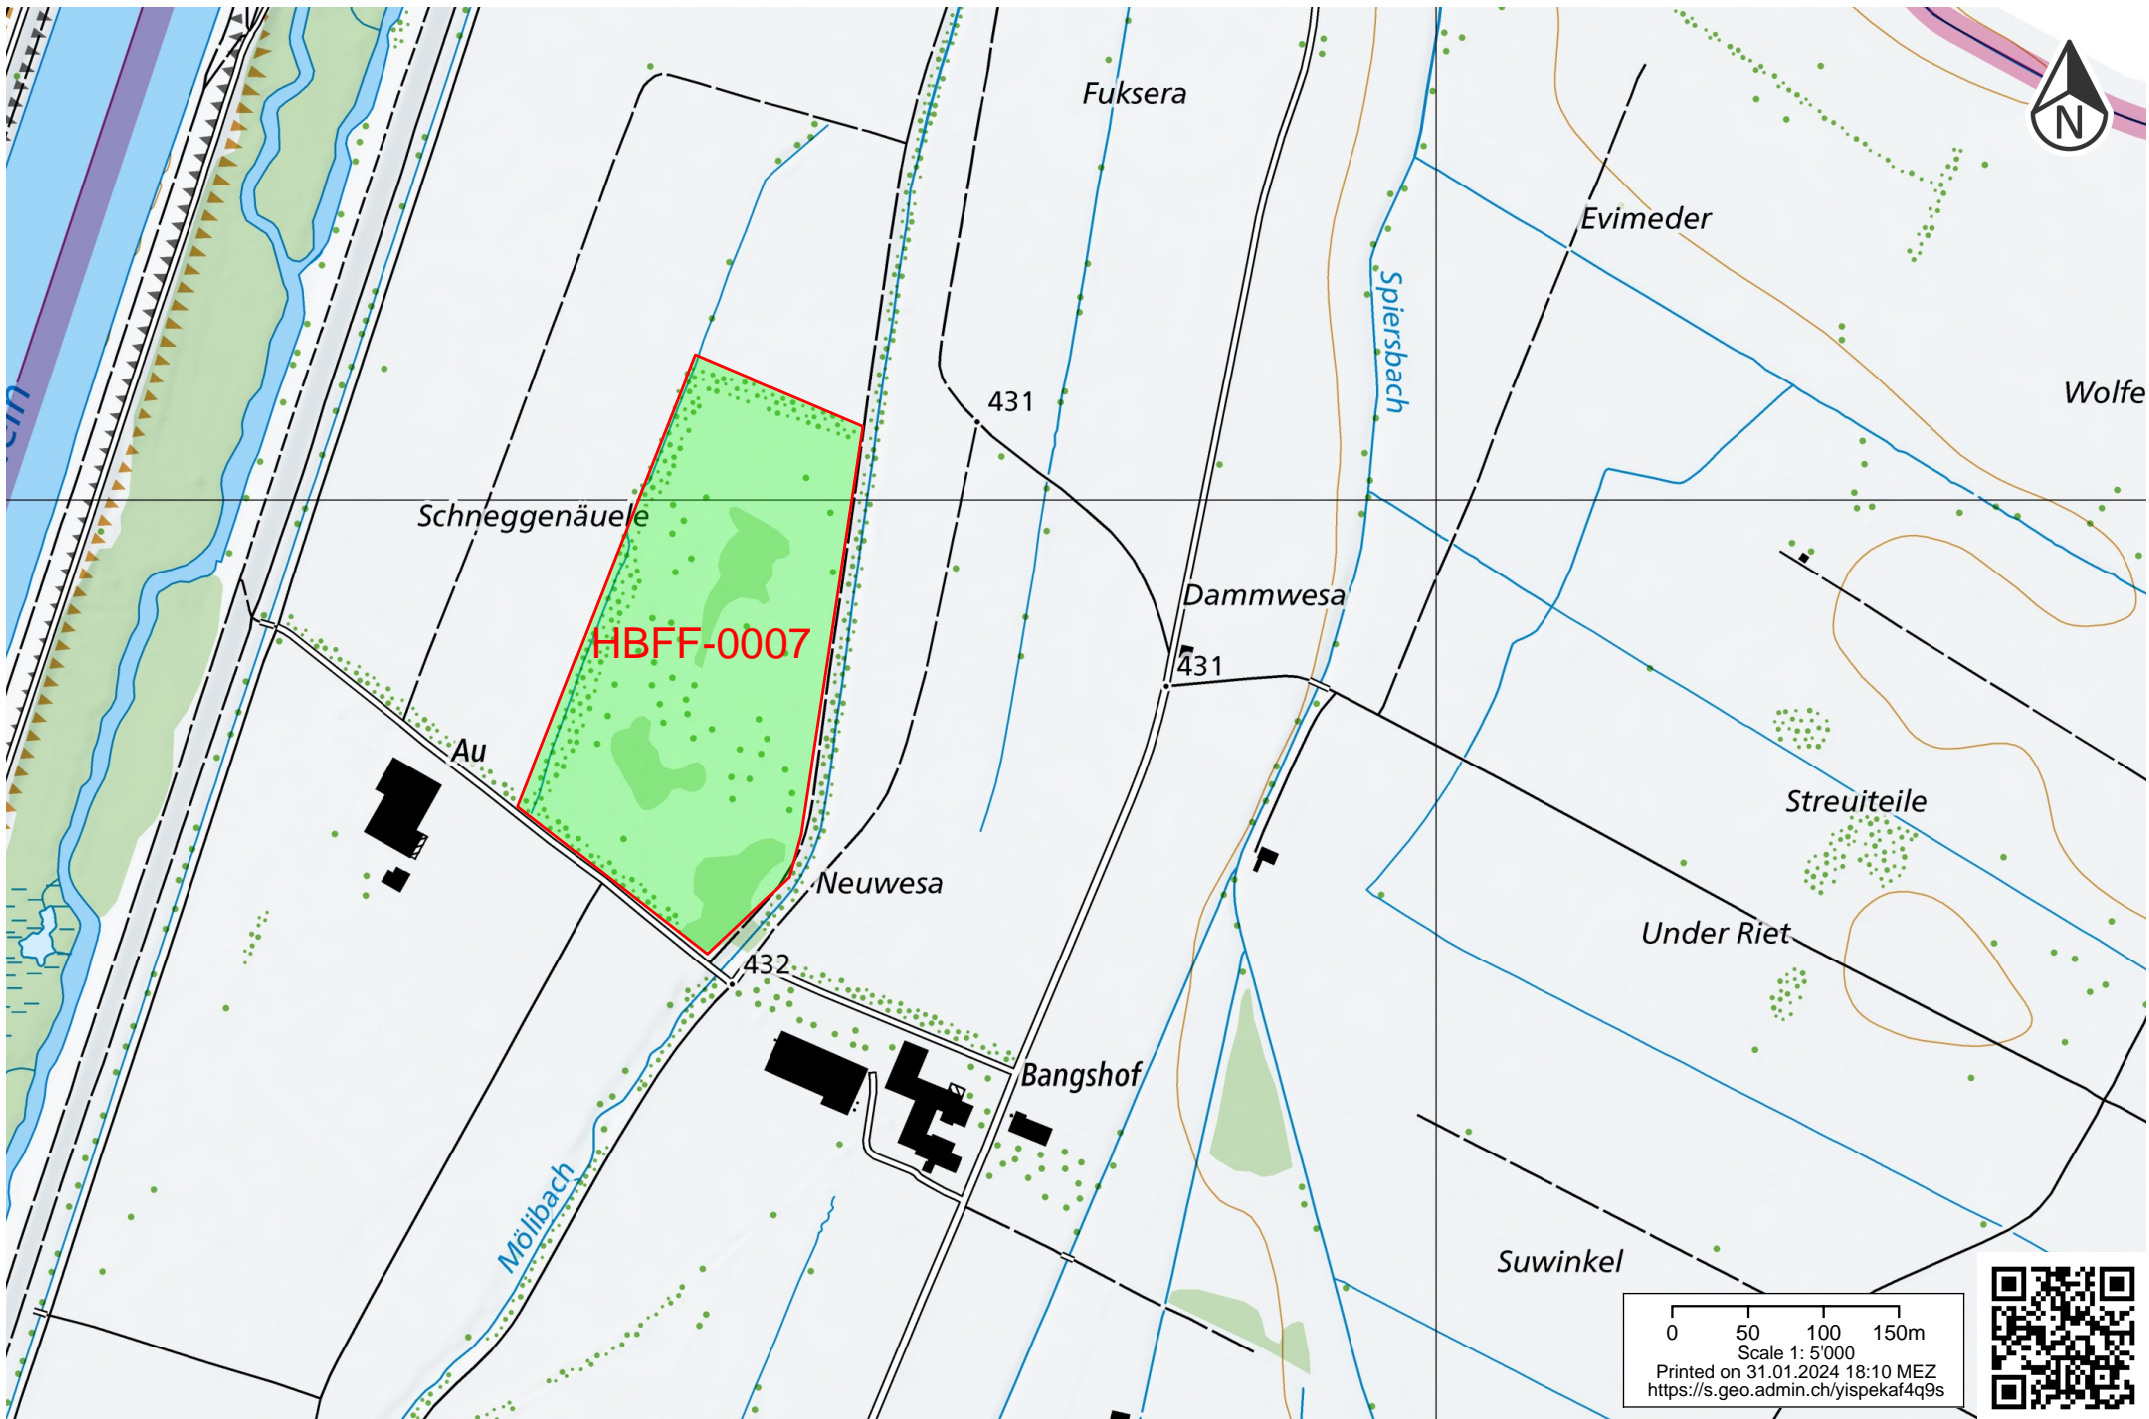 Fuksera
N
Evimeder
Spiersbach
Wolfe
431
Schneggenäuele
Dammwesa
HBFF-0007
431
Au
Streuiteile
Neuwesa
Under Riet
432
Bangshof
Mölibach
Suwinkel
0 50 100 150m
Scale 1: 5'000
Printed on 31.01.2024 18:10 MEZ
https://s.geo.admin.ch/yispekaf4q9s